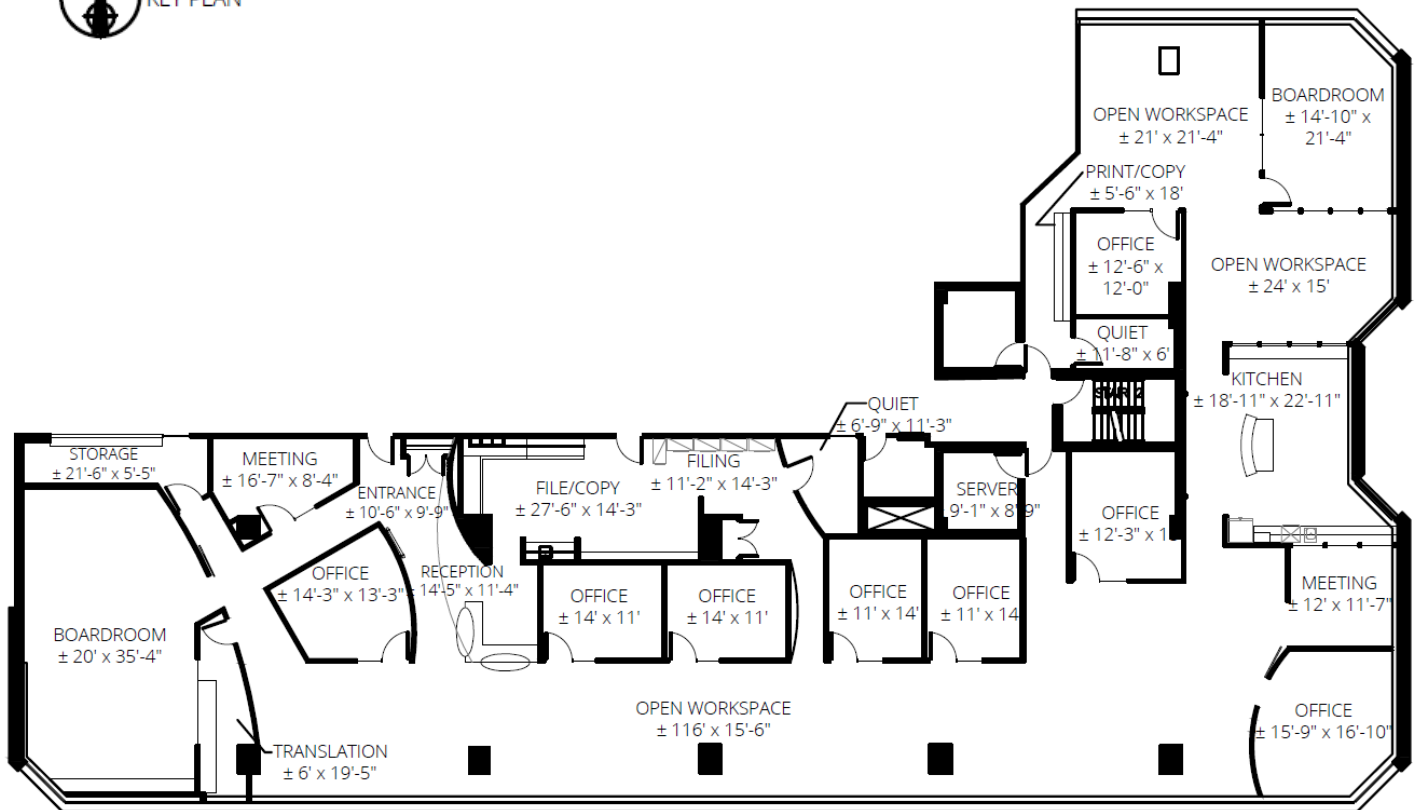 KEY PLAN
OPEN WORKSPACE
± 21' x 21'-4"
BOARDROOM
± 14'-10" x
21'-4"
PRINT/COPY
± 5'-6" x 18'
OFFICE
± 12'-6" x
12'-0"
OPEN WORKSPACE
± 24' x 15'
QUIET
± 11'-8" x 6'
KITCHEN
± 18'-11" x 22'-11"
QUIET
± 6'-9" x 11'-3"
STORAGE
± 21'-6" x 5'-5"
MEETING
± 16'-7" x 8'-4"
ENTRANCE
± 10'-6" x 9'-9"
FILE/COPY
± 27'-6" x 14'-3"
FILING
± 11'-2" x 14'-3"
SERVER
9'-1" x 8'-9"
OFFICE
± 12'-3" x 1
OFFICE
± 14'-3" x 13'-3"
RECEPTION
14'-5" x 11'-4"
OFFICE
± 14' x 11'
OFFICE
± 14' x 11'
OFFICE
± 11' x 14'
OFFICE
± 11' x 14
MEETING
± 12' x 11'-7"
BOARDROOM
± 20' x 35'-4"
OPEN WORKSPACE
± 116' x 15'-6"
OFFICE
± 15'-9" x 16'-10"
TRANSLATION
± 6' x 19'-5"